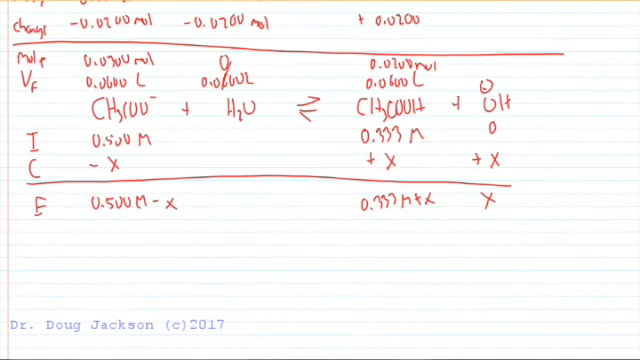 change -0.0200 mol -0.0200 mol + 0.0200
mole 0.0300 mol 0 0.0200 mol
VF 0.0600 L 0.0600L 0.0600 L
CH3COO⁻ + H2O ⇌ CH3COOH + ⊖OH
I 0.500 M 0.333 M 0
C - X + X + X
E 0.500 M - X 0.333 M + X X
Dr. Doug Jackson (c)2017